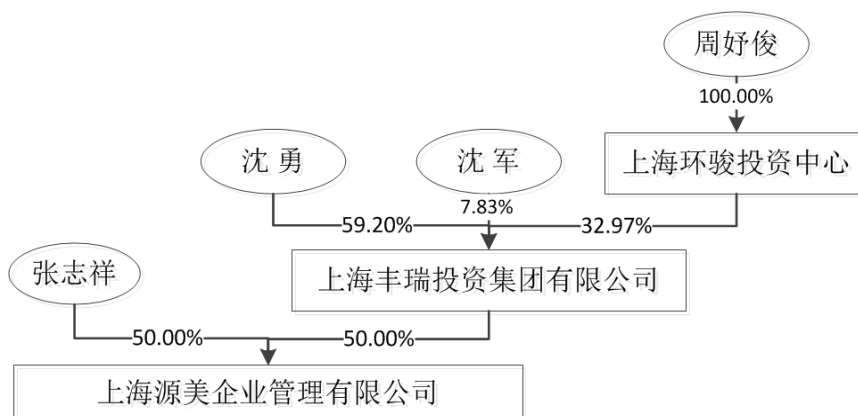 周妤俊
100.00%
沈 勇
沈 军
上海环骏投资中心
7.83%
59.20%
32.97%
张志祥
上海丰瑞投资集团有限公司
50.00%
50.00%
上海源美企业管理有限公司